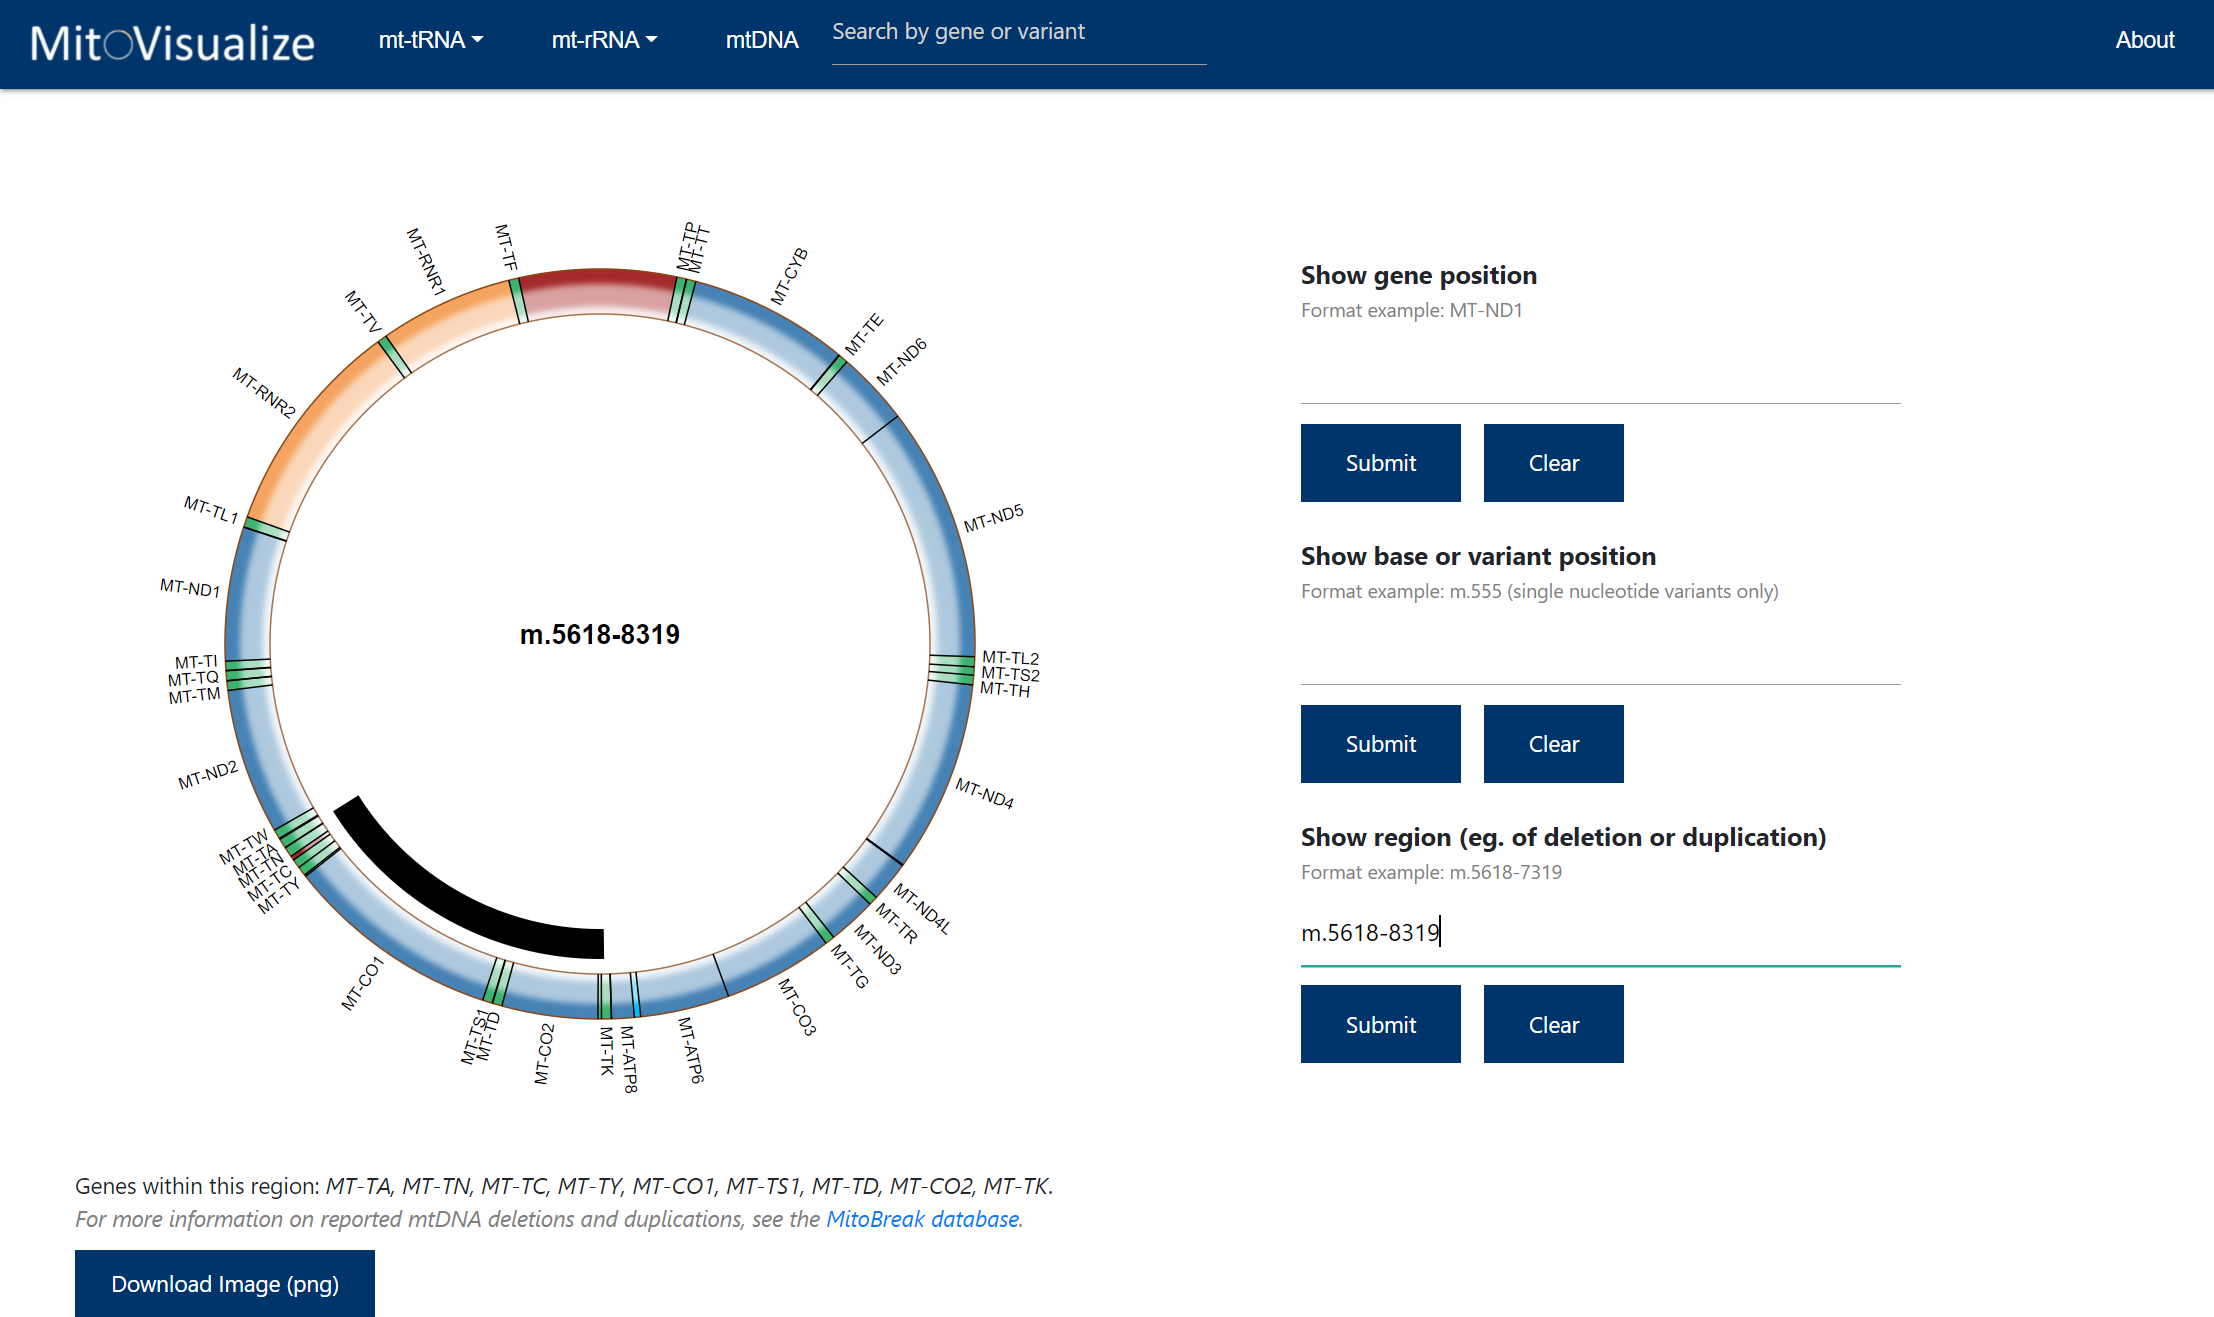 MitoVisualize
mt-tRNA
mt-rRNA
mtDNA
Search by gene or variant
About
MT-TF
MT-RNR1
MT-TV
MT-RNR2
MT-TL1
MT-ND1
MT-TI
MT-TQ
MT-TM
MT-ND2
MT-TW
MT-TA
MT-TN
MT-TC
MT-TY
MT-CO1
MT-TS1
MT-TD
MT-CO2
MT-TK
MT-ATP8
MT-ATP6
MT-CO3
MT-TG
MT-ND3
MT-TR
MT-ND4L
MT-ND4
MT-TH
MT-TS2
MT-TL2
MT-ND5
MT-ND6
MT-TE
MT-CYB
MT-TT
MT-TP
m.5618-8319
Show gene position
Format example: MT-ND1
Submit
Clear
Show base or variant position
Format example: m.555 (single nucleotide variants only)
Submit
Clear
Show region (eg. of deletion or duplication)
Format example: m.5618-7319
m.5618-8319
Submit
Clear
Genes within this region: MT-TA, MT-TN, MT-TC, MT-TY, MT-CO1, MT-TS1, MT-TD, MT-CO2, MT-TK.
For more information on reported mtDNA deletions and duplications, see the MitoBreak database.
Download Image (png)